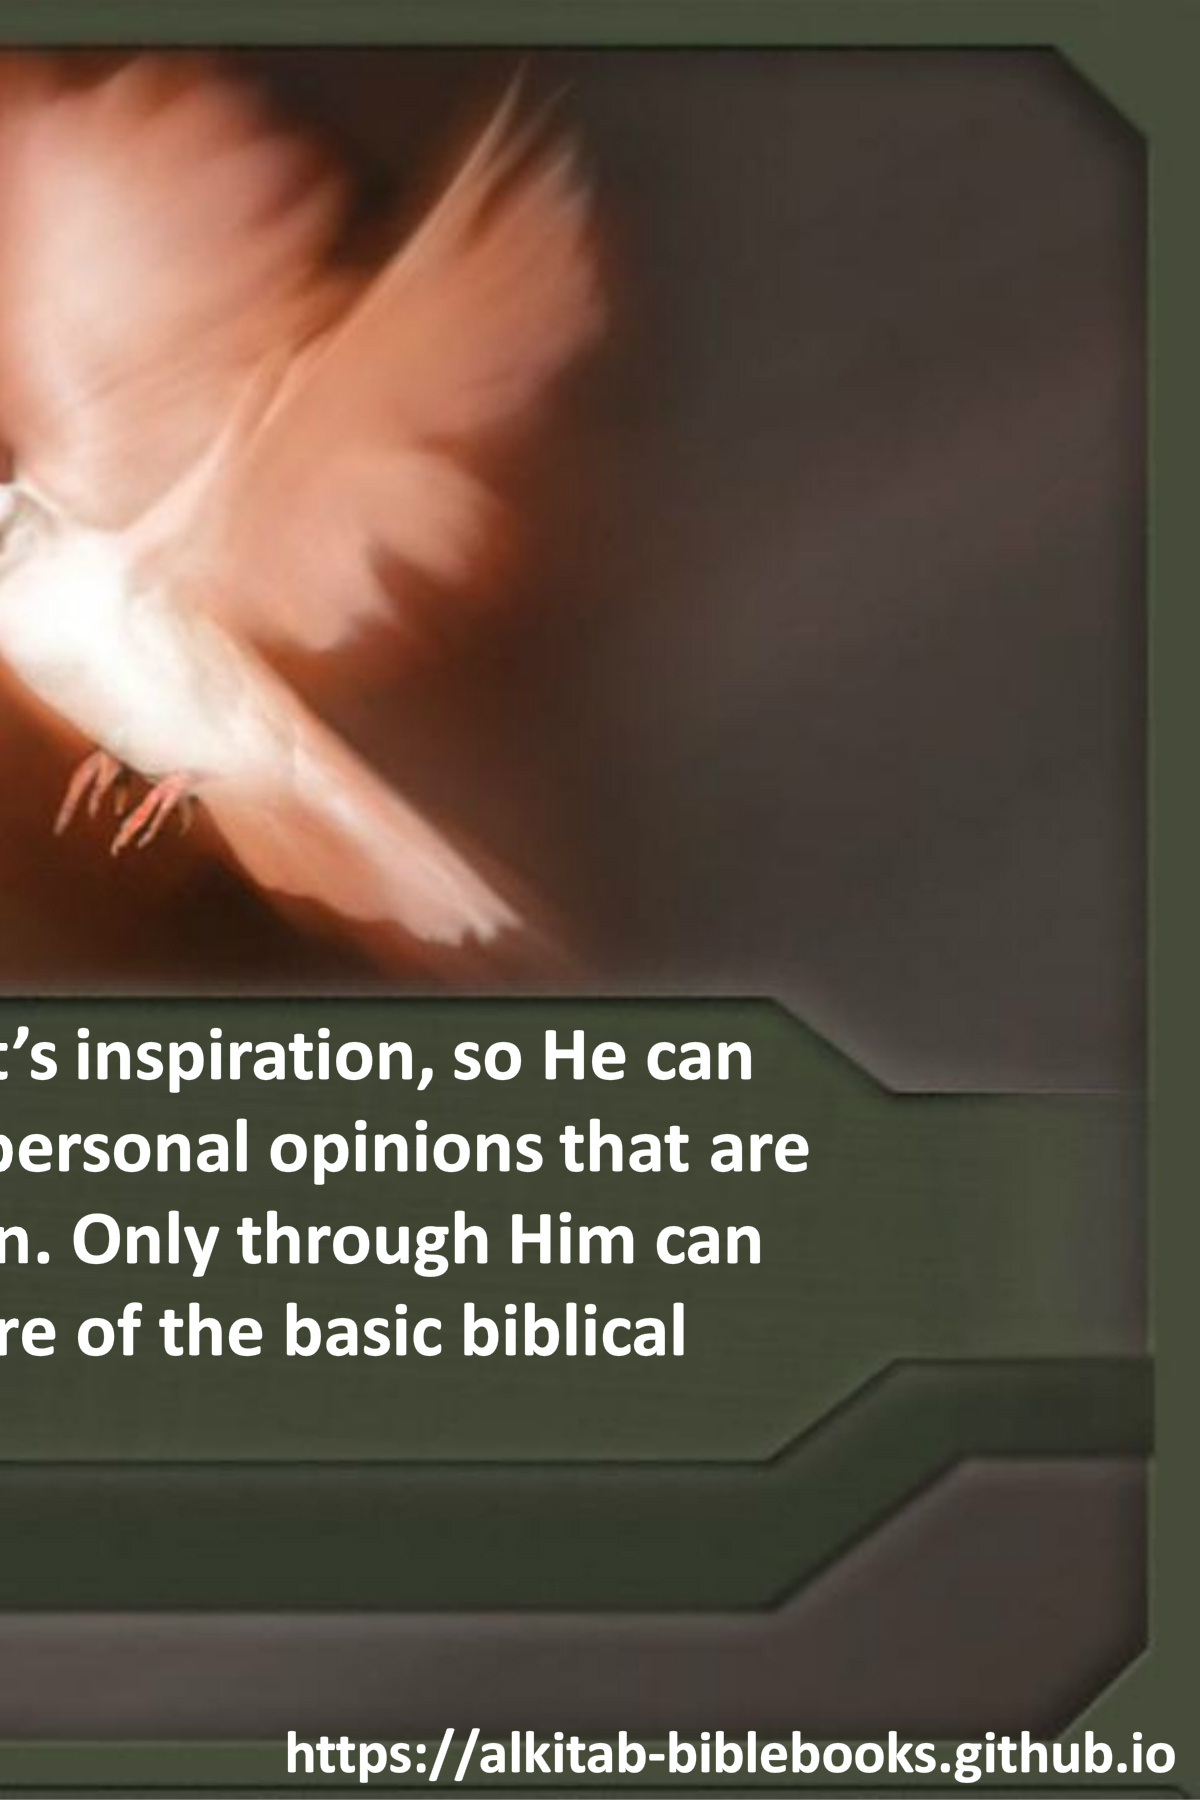 t’s inspiration, so He can
personal opinions that are
n. Only through Him can
re of the basic biblical
https://alkitab-biblebooks.github.io